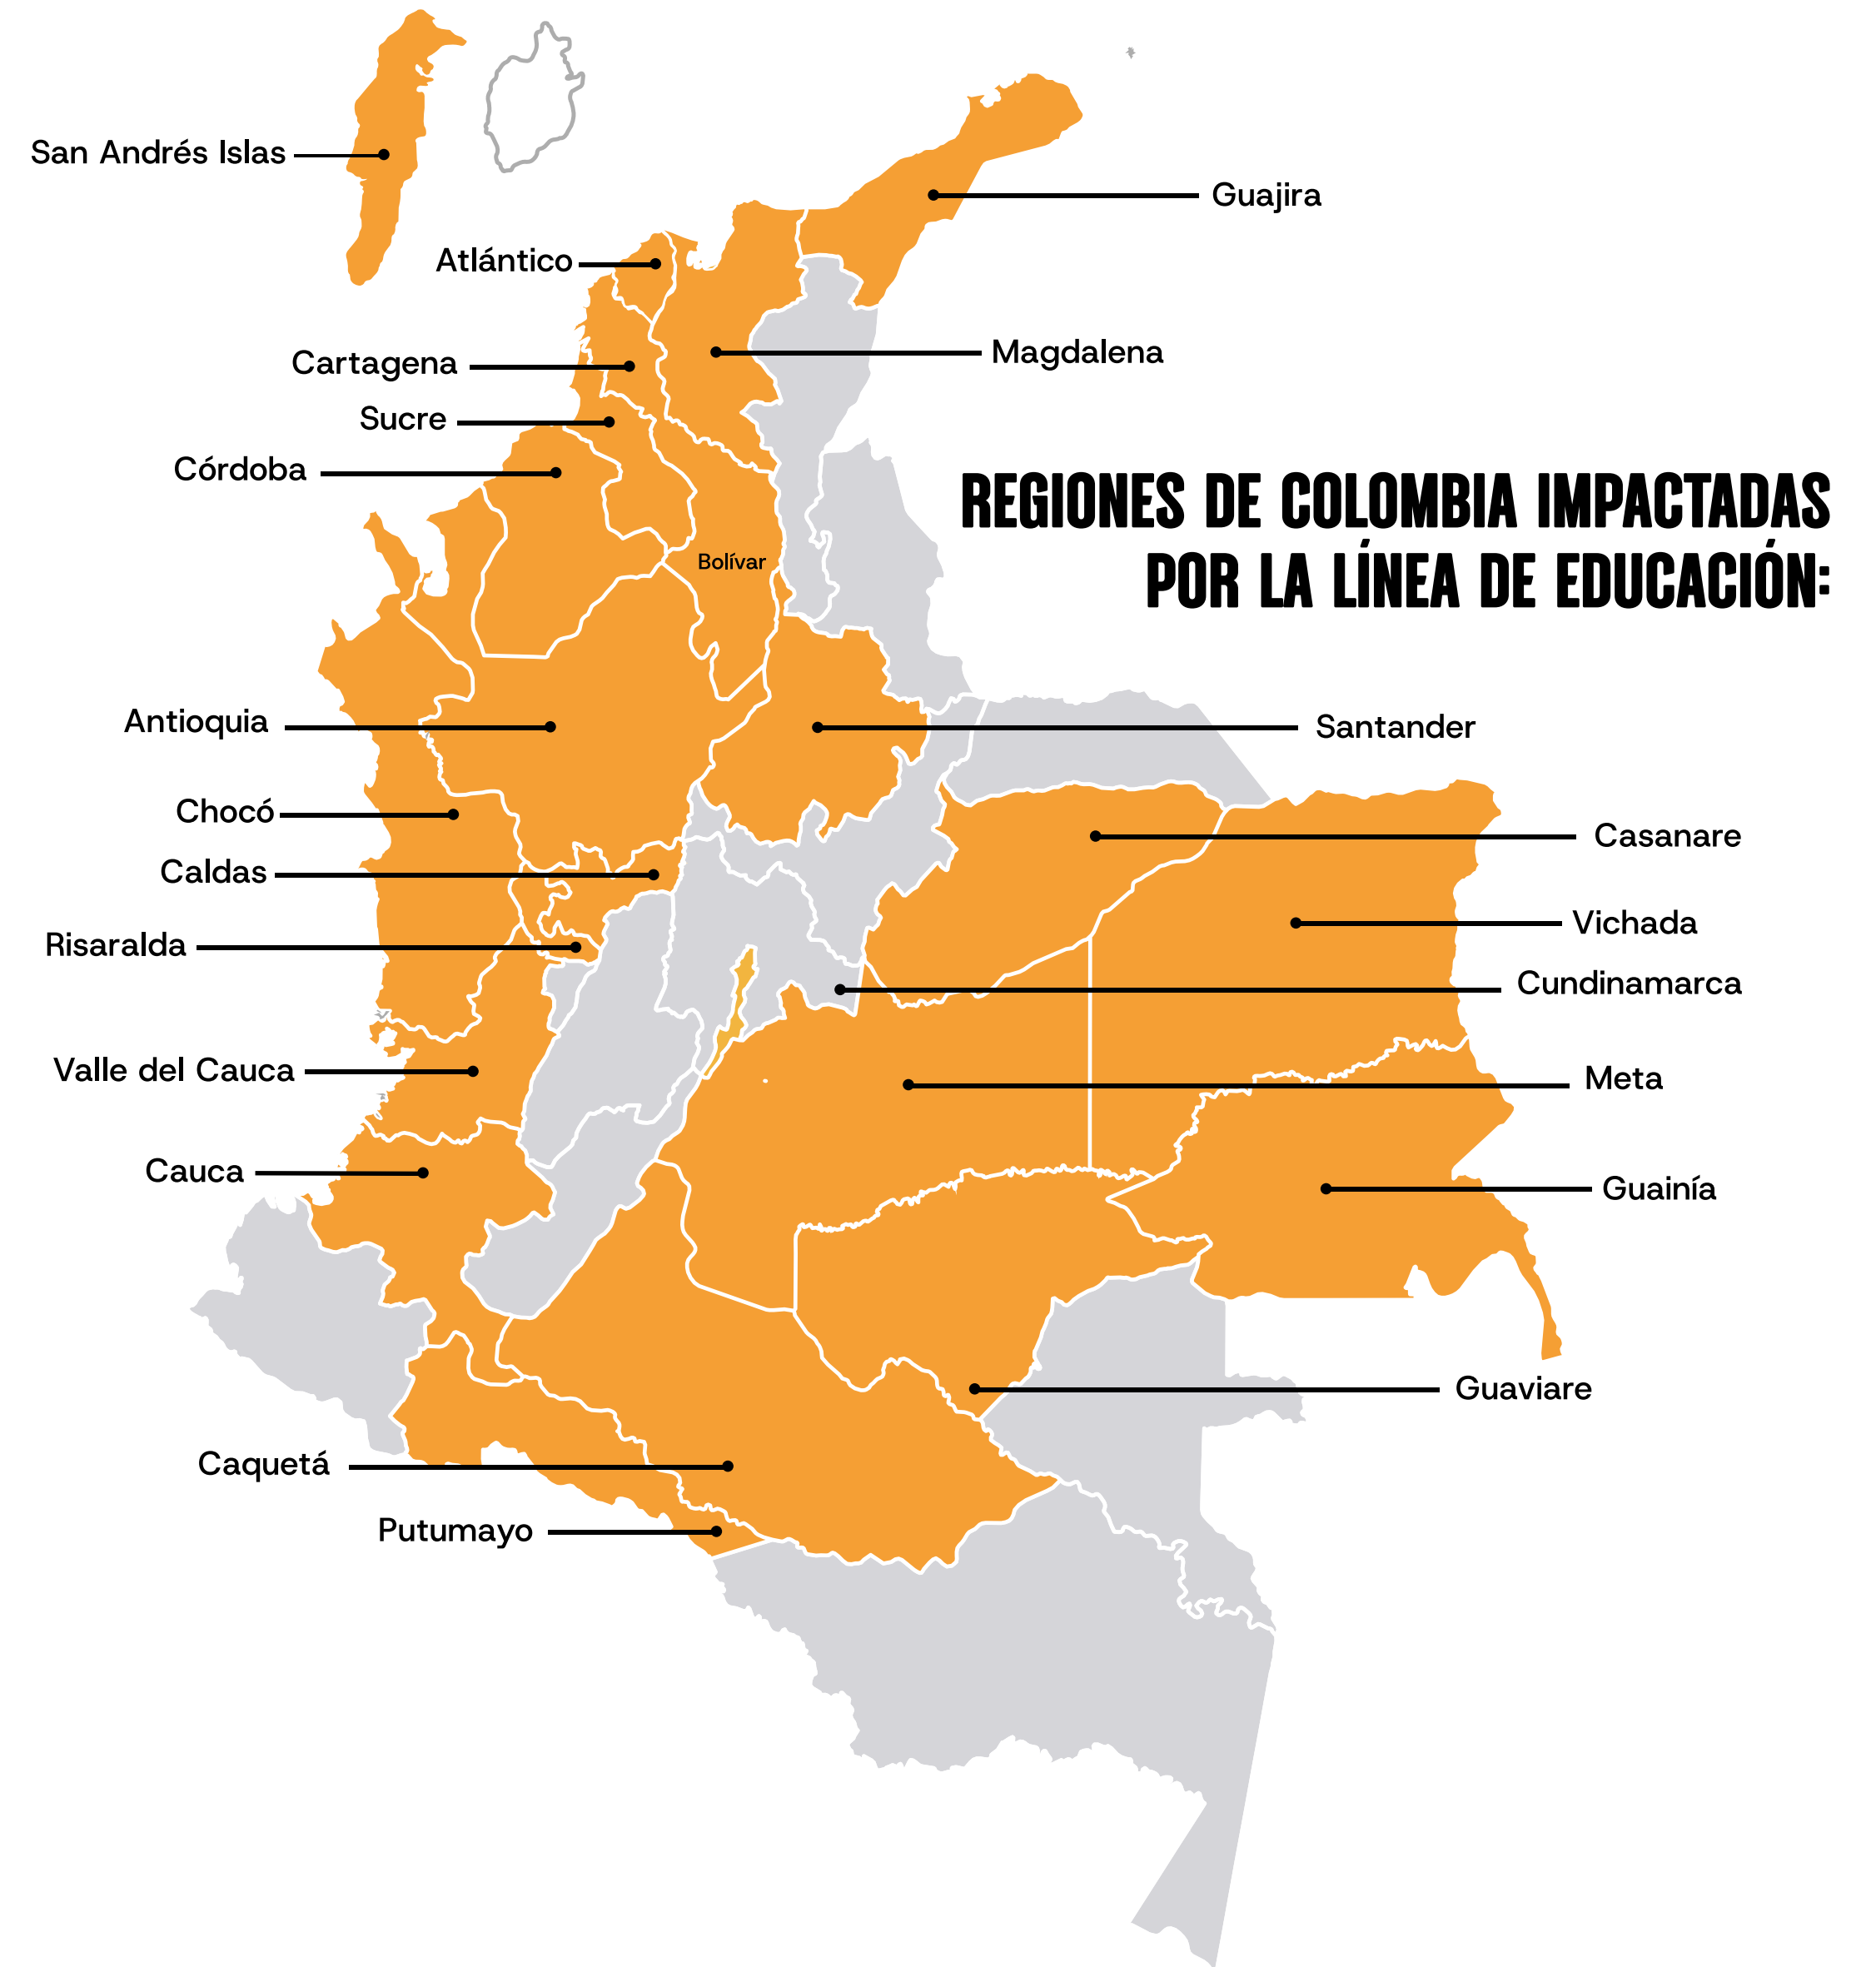 San Andrés Islas
Guajira
Atlántico
Magdalena
Cartagena
Sucre
Córdoba
REGIONES DE COLOMBIA IMPACTADAS
POR LA LÍNEA DE EDUCACIÓN:
Bolívar
Antioquia
Santander
Chocó
Casanare
Caldas
Vichada
Risaralda
Cundinamarca
Valle del Cauca
Meta
Cauca
Guainía
Guaviare
Caquetá
Putumayo